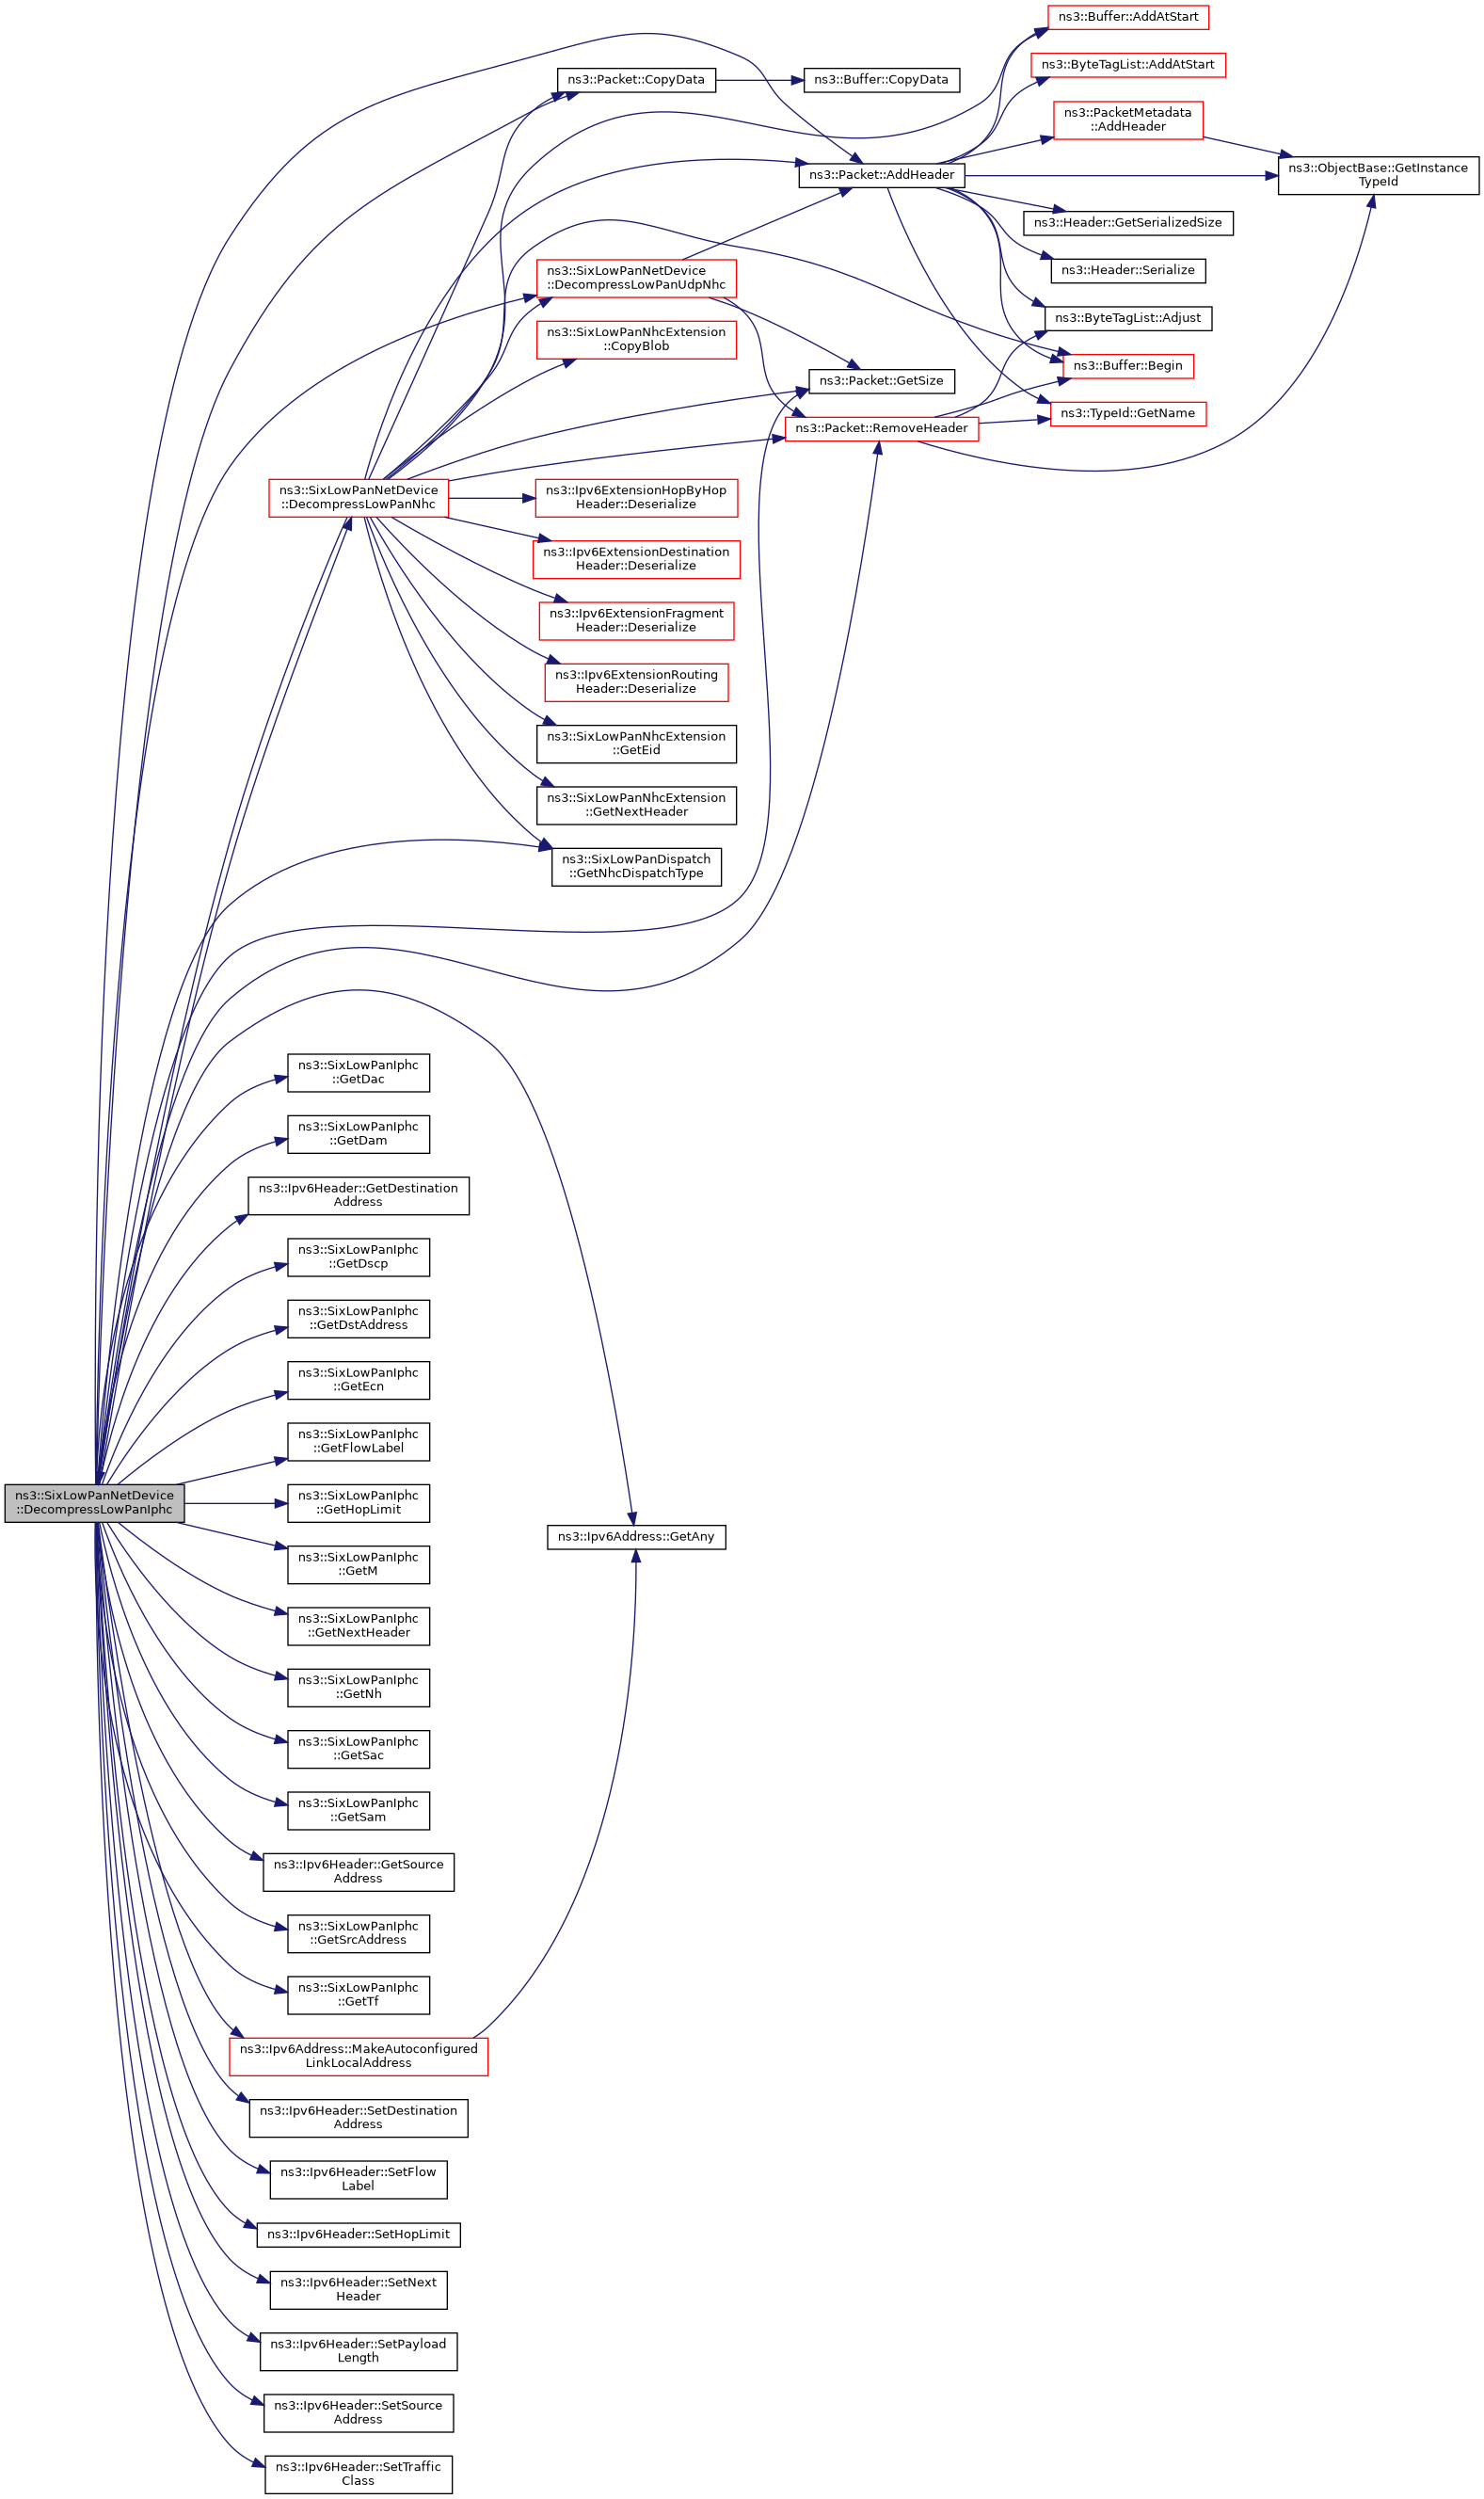 ns3::Buffer::AddAtStart
ns3::ByteTagList::AddAtStart
ns3::Packet::CopyData
ns3::Buffer::CopyData
ns3::PacketMetadata
::AddHeader
ns3::Packet::AddHeader
ns3::ObjectBase::GetInstance
TypeId
ns3::Header::GetSerializedSize
ns3::SixLowPanNetDevice
::DecompressLowPanUdpNhc
ns3::Header::Serialize
ns3::ByteTagList::Adjust
ns3::SixLowPanNhcExtension
::CopyBlob
ns3::Buffer::Begin
ns3::Packet::GetSize
ns3::TypeId::GetName
ns3::Packet::RemoveHeader
ns3::SixLowPanNetDevice
::DecompressLowPanNhc
ns3::Ipv6ExtensionHopByHop
Header::Deserialize
ns3::Ipv6ExtensionDestination
Header::Deserialize
ns3::Ipv6ExtensionFragment
Header::Deserialize
ns3::Ipv6ExtensionRouting
Header::Deserialize
ns3::SixLowPanNhcExtension
::GetEid
ns3::SixLowPanNhcExtension
::GetNextHeader
ns3::SixLowPanDispatch
::GetNhcDispatchType
ns3::SixLowPanIphc
::GetDac
ns3::SixLowPanIphc
::GetDam
ns3::Ipv6Header::GetDestination
Address
ns3::SixLowPanIphc
::GetDscp
ns3::SixLowPanIphc
::GetDstAddress
ns3::SixLowPanIphc
::GetEcn
ns3::SixLowPanIphc
::GetFlowLabel
ns3::SixLowPanNetDevice
::DecompressLowPanIphc
ns3::SixLowPanIphc
::GetHopLimit
ns3::Ipv6Address::GetAny
ns3::SixLowPanIphc
::GetM
ns3::SixLowPanIphc
::GetNextHeader
ns3::SixLowPanIphc
::GetNh
ns3::SixLowPanIphc
::GetSac
ns3::SixLowPanIphc
::GetSam
ns3::Ipv6Header::GetSource
Address
ns3::SixLowPanIphc
::GetSrcAddress
ns3::SixLowPanIphc
::GetTf
ns3::Ipv6Address::MakeAutoconfigured
LinkLocalAddress
ns3::Ipv6Header::SetDestination
Address
ns3::Ipv6Header::SetFlow
Label
ns3::Ipv6Header::SetHopLimit
ns3::Ipv6Header::SetNext
Header
ns3::Ipv6Header::SetPayload
Length
ns3::Ipv6Header::SetSource
Address
ns3::Ipv6Header::SetTraffic
Class